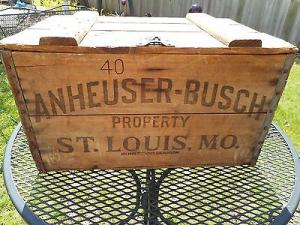 40
ANHEUSER-BUSCH
PROPERTY
ST. LOUIS, MO.